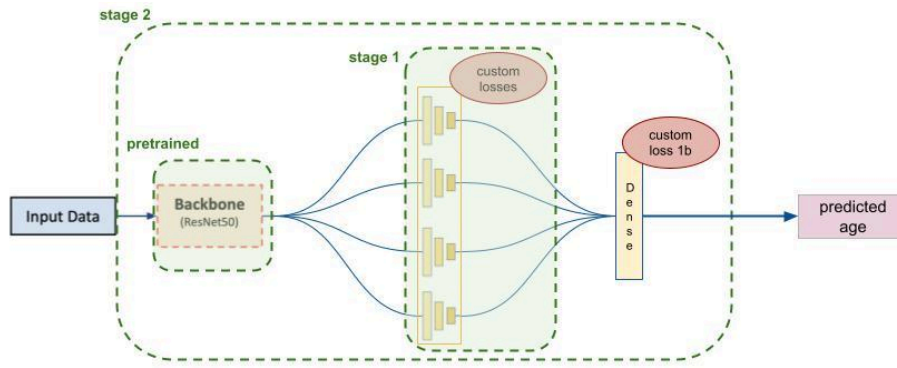 stage 2
stage 1
custom
losses
pretrained
custom
loss 1b
Input Data
Backbone
(ResNet50)
D
e
n
s
e
predicted
age